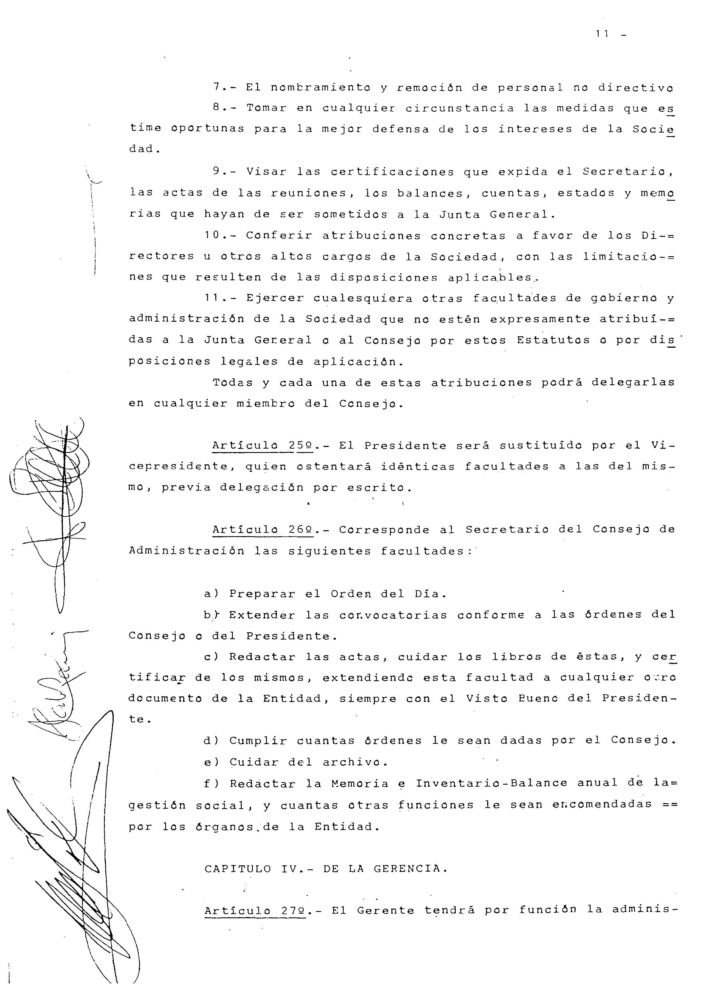 11 -
7.- El nombramiento y remoción de personal no directivo
8.- Tomar en cualquier circunstancia las medidas que es
time oportunas para la mejor defensa de los intereses de la Socie
dad.
9.- Visar las certificaciones que expida el Secretario,
las actas de las reuniones, los balances, cuentas, estados y memo
rias que hayan de ser sometidos a la Junta General.
10.- Conferir atribuciones concretas a favor de los Di-=
rectores u otros altos cargos de la Sociedad, con las limitacio-=
nes que resulten de las disposiciones aplicables.
11.- Ejercer cualesquiera otras facultades de gobierno y
administración de la Sociedad que no estén expresamente atribuí-=
das a la Junta General o al Consejo por estos Estatutos o por dis
posiciones legales de aplicación.
Todas y cada una de estas atribuciones podrá delegarlas
en cualquier miembro del Consejo.
Artículo 25º.- El Presidente será sustituído por el Vi-
cepresidente, quien ostentará idénticas facultades a las del mis-
mo, previa delegación por escrito.
Artículo 26º.- Corresponde al Secretario del Consejo de
Administración las siguientes facultades:
a) Preparar el Orden del Día.
b) Extender las convocatorias conforme a las órdenes del
Consejo o del Presidente.
c) Redactar las actas, cuidar los libros de éstas, y cer
tificar de los mismos, extendiendo esta facultad a cualquier otro
documento de la Entidad, siempre con el Visto Bueno del Presiden-
te.
d) Cumplir cuantas órdenes le sean dadas por el Consejo.
e) Cuidar del archivo.
f) Redactar la Memoria e Inventario-Balance anual de la=
gestión social, y cuantas otras funciones le sean encomendadas ==
por los órganos de la Entidad.
CAPITULO IV.- DE LA GERENCIA.
Artículo 27º.- El Gerente tendrá por función la adminis-